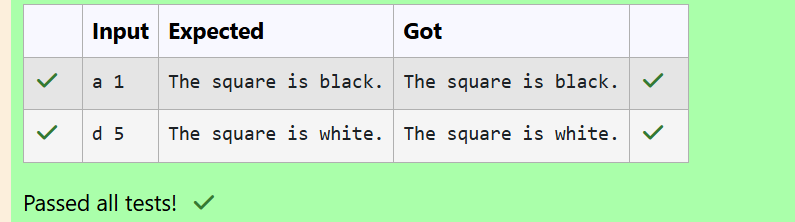 Input Expected Got
a 1 The square is black. The square is black.
d 5 The square is white. The square is white.
Passed all tests!